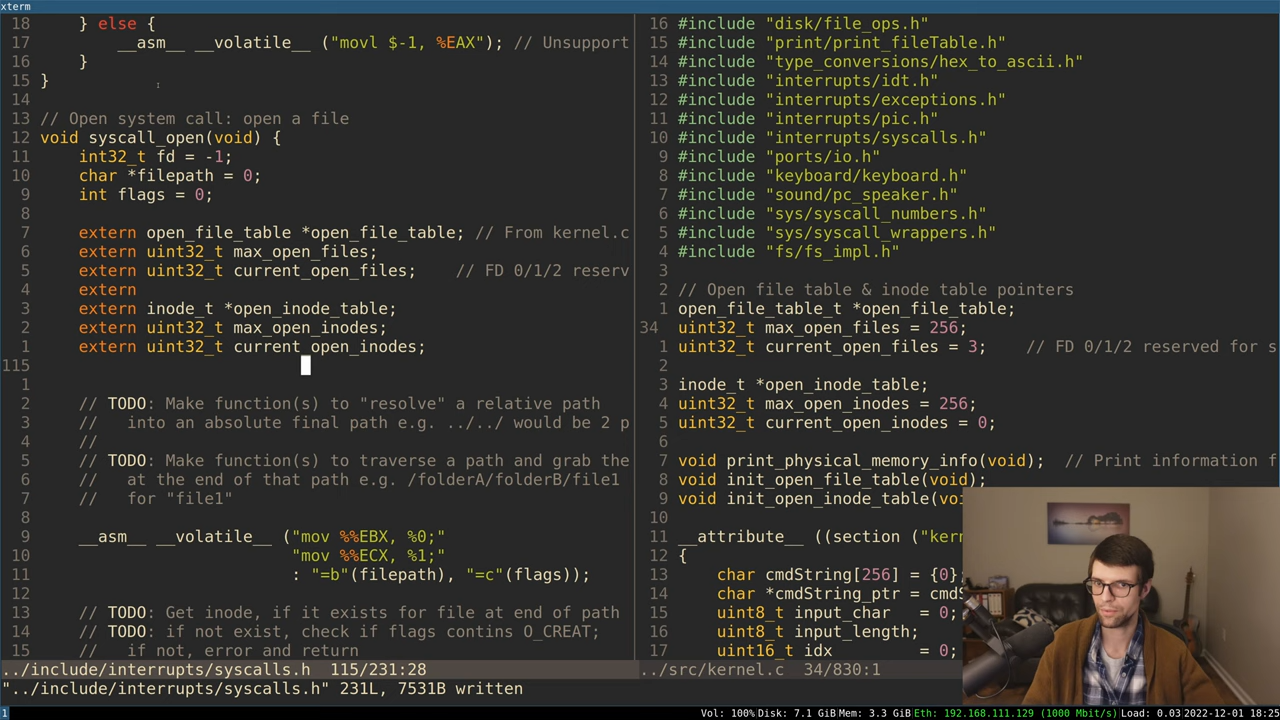 xterm
18     } else {
17         __asm__ __volatile__ ("movl $-1, %EAX"); // Unsupport
16     }
15 }
14
13 // Open system call: open a file
12 void syscall_open(void) {
11     int32_t fd = -1;
10     char *filepath = 0;
9     int flags = 0;
8
7     extern open_file_table *open_file_table; // From kernel.c
6     extern uint32_t max_open_files;
5     extern uint32_t current_open_files;    // FD 0/1/2 reserv
4     extern
3     extern inode_t *open_inode_table;
2     extern uint32_t max_open_inodes;
1     extern uint32_t current_open_inodes;
115
1
2     // TODO: Make function(s) to "resolve" a relative path
3     //   into an absolute final path e.g. ../../ would be 2 p
4     //
5     // TODO: Make function(s) to traverse a path and grab the
6     //   at the end of that path e.g. /folderA/folderB/file1
7     //   for "file1"
8
9     __asm__ __volatile__ ("mov %%EBX, %0;"
10                           "mov %%ECX, %1;"
11                           : "=b"(filepath), "=c"(flags));
12
13     // TODO: Get inode, if it exists for file at end of path
14     // TODO: if not exist, check if flags contins O_CREAT;
15     //   if not, error and return
../include/interrupts/syscalls.h  115/231:28
"../include/interrupts/syscalls.h" 231L, 7531B written
16 #include "disk/file_ops.h"
15 #include "print/print_fileTable.h"
14 #include "type_conversions/hex_to_ascii.h"
13 #include "interrupts/idt.h"
12 #include "interrupts/exceptions.h"
11 #include "interrupts/pic.h"
10 #include "interrupts/syscalls.h"
9 #include "ports/io.h"
8 #include "keyboard/keyboard.h"
7 #include "sound/pc_speaker.h"
6 #include "sys/syscall_numbers.h"
5 #include "sys/syscall_wrappers.h"
4 #include "fs/fs_impl.h"
3
2 // Open file table & inode table pointers
1 open_file_table_t *open_file_table;
34 uint32_t max_open_files = 256;
1 uint32_t current_open_files = 3;    // FD 0/1/2 reserved for s
2
3 inode_t *open_inode_table;
4 uint32_t max_open_inodes = 256;
5 uint32_t current_open_inodes = 0;
6
7 void print_physical_memory_info(void);  // Print information f
8 void init_open_file_table(void);
9 void init_open_inode_table(vo
10
11 __attribute__ ((section ("ker
12 {
13     char cmdString[256] = {0};
14     char *cmdString_ptr = cmdS
15     uint8_t input_char   = 0;
16     uint8_t input_length;
17     uint16_t idx         = 0;
../src/kernel.c  34/830:1
1
Vol: 100% Disk: 7.1 GiB Mem: 3.3 GiB Eth: 192.168.111.129 (1000 Mbit/s) Load: 0.03 2022-12-01 18:25